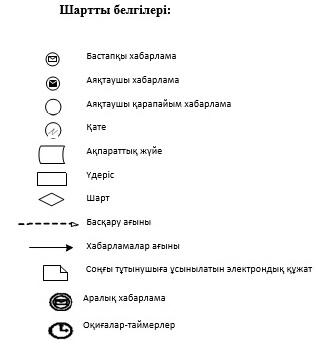 Шартты белгілері:
Бастапқы хабарлама
Аяқтаушы хабарлама
Аяқтаушы қарапайым хабарлама
Қате
Ақпараттық жүйе
Үдеріс
Шарт
Басқару ағыны
Хабарламалар ағыны
Соңғы тұтынушыға ұсынылатын электрондық құжат
Аралық хабарлама
Оқиғалар-таймерлер